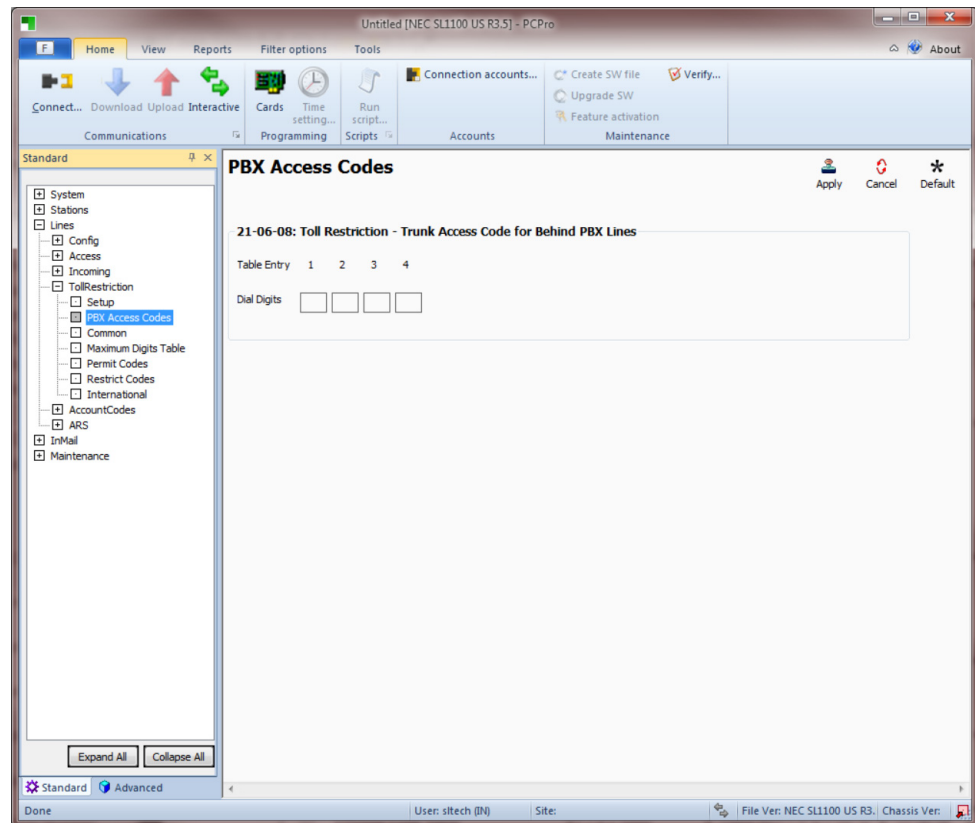 Untitled [NEC SL1100 US R3.5] - PCPro
F Home View Reports Filter options Tools About
Connect... Download Upload Interactive
Communications
Cards Time setting...
Programming
Run script...
Scripts
Connection accounts...
Accounts
Create SW file Verify...
Upgrade SW
Feature activation
Maintenance
Standard
System
Stations
Lines
Config
Access
Incoming
TollRestriction
Setup
PBX Access Codes
Common
Maximum Digits Table
Permit Codes
Restrict Codes
International
AccountCodes
ARS
InMail
Maintenance
Expand All Collapse All
Standard Advanced
PBX Access Codes
Apply Cancel Default
21-06-08: Toll Restriction - Trunk Access Code for Behind PBX Lines
Table Entry 1 2 3 4
Dial Digits
Done User: sltech (IN) Site: File Ver: NEC SL1100 US R3. Chassis Ver: